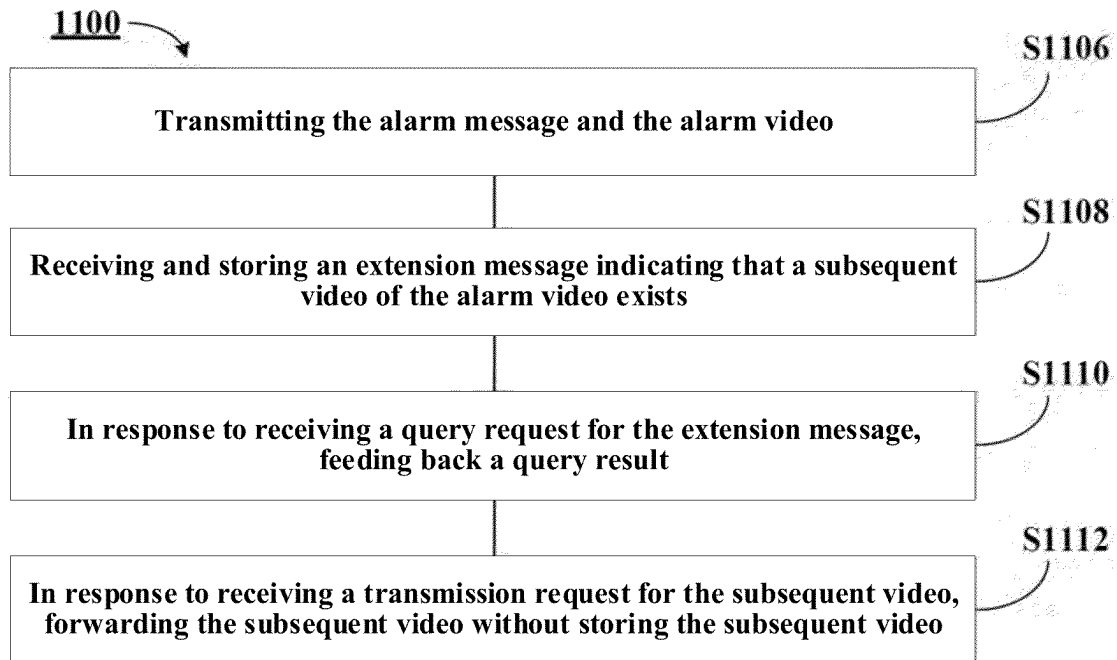 1100
S1106
Transmitting the alarm message and the alarm video
S1108
Receiving and storing an extension message indicating that a subsequent
video of the alarm video exists
S1110
In response to receiving a query request for the extension message,
feeding back a query result
S1112
In response to receiving a transmission request for the subsequent video,
forwarding the subsequent video without storing the subsequent video